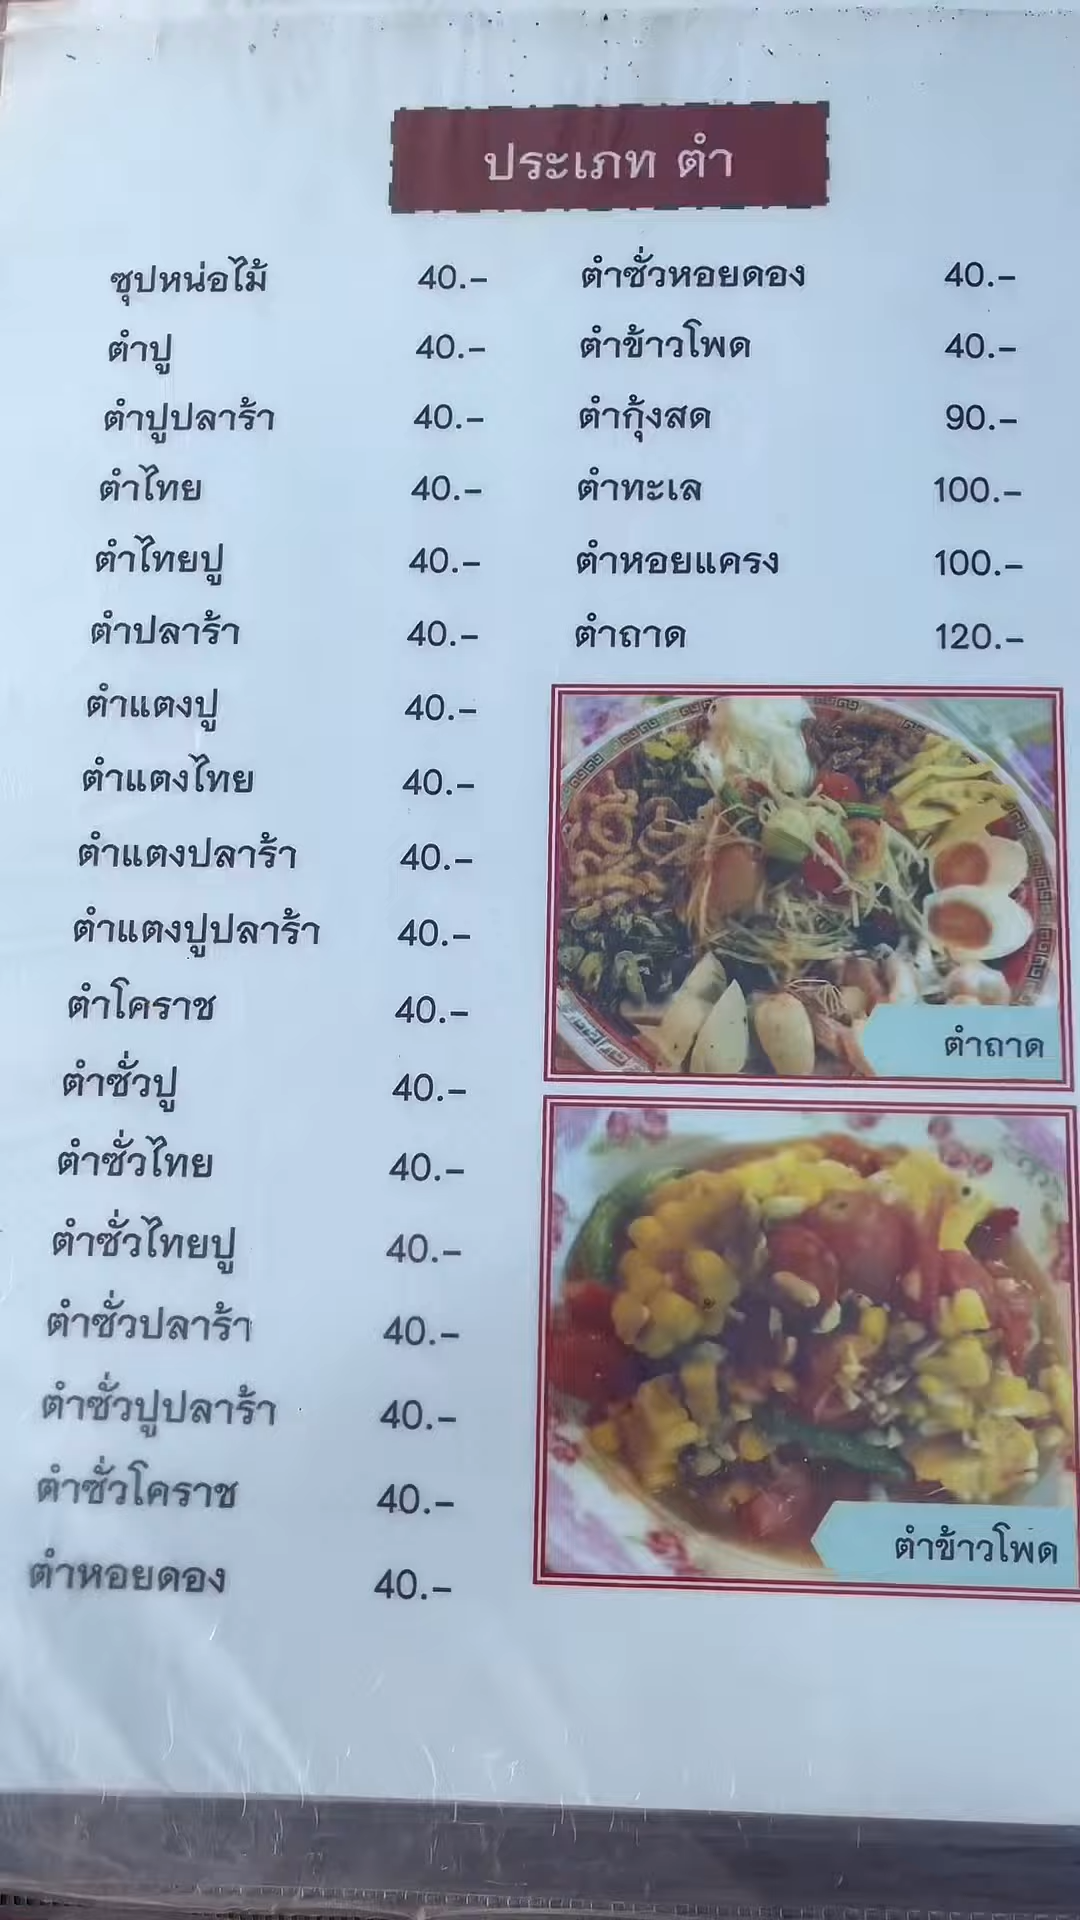 ประเภท ตำ
ซุปหน่อไม้ 40.-
ตำปู 40.-
ตำปูปลาร้า 40.-
ตำไทย 40.-
ตำไทยปู 40.-
ตำปลาร้า 40.-
ตำแตงปู 40.-
ตำแตงไทย 40.-
ตำแตงปลาร้า 40.-
ตำแตงปูปลาร้า 40.-
ตำโคราช 40.-
ตำซั่วปู 40.-
ตำซั่วไทย 40.-
ตำซั่วไทยปู 40.-
ตำซั่วปลาร้า 40.-
ตำซั่วปูปลาร้า 40.-
ตำซั่วโคราช 40.-
ตำหอยดอง 40.-
ตำซั่วหอยดอง 40.-
ตำข้าวโพด 40.-
ตำกุ้งสด 90.-
ตำทะเล 100.-
ตำหอยแครง 100.-
ตำถาด 120.-
ตำถาด
ตำข้าวโพด